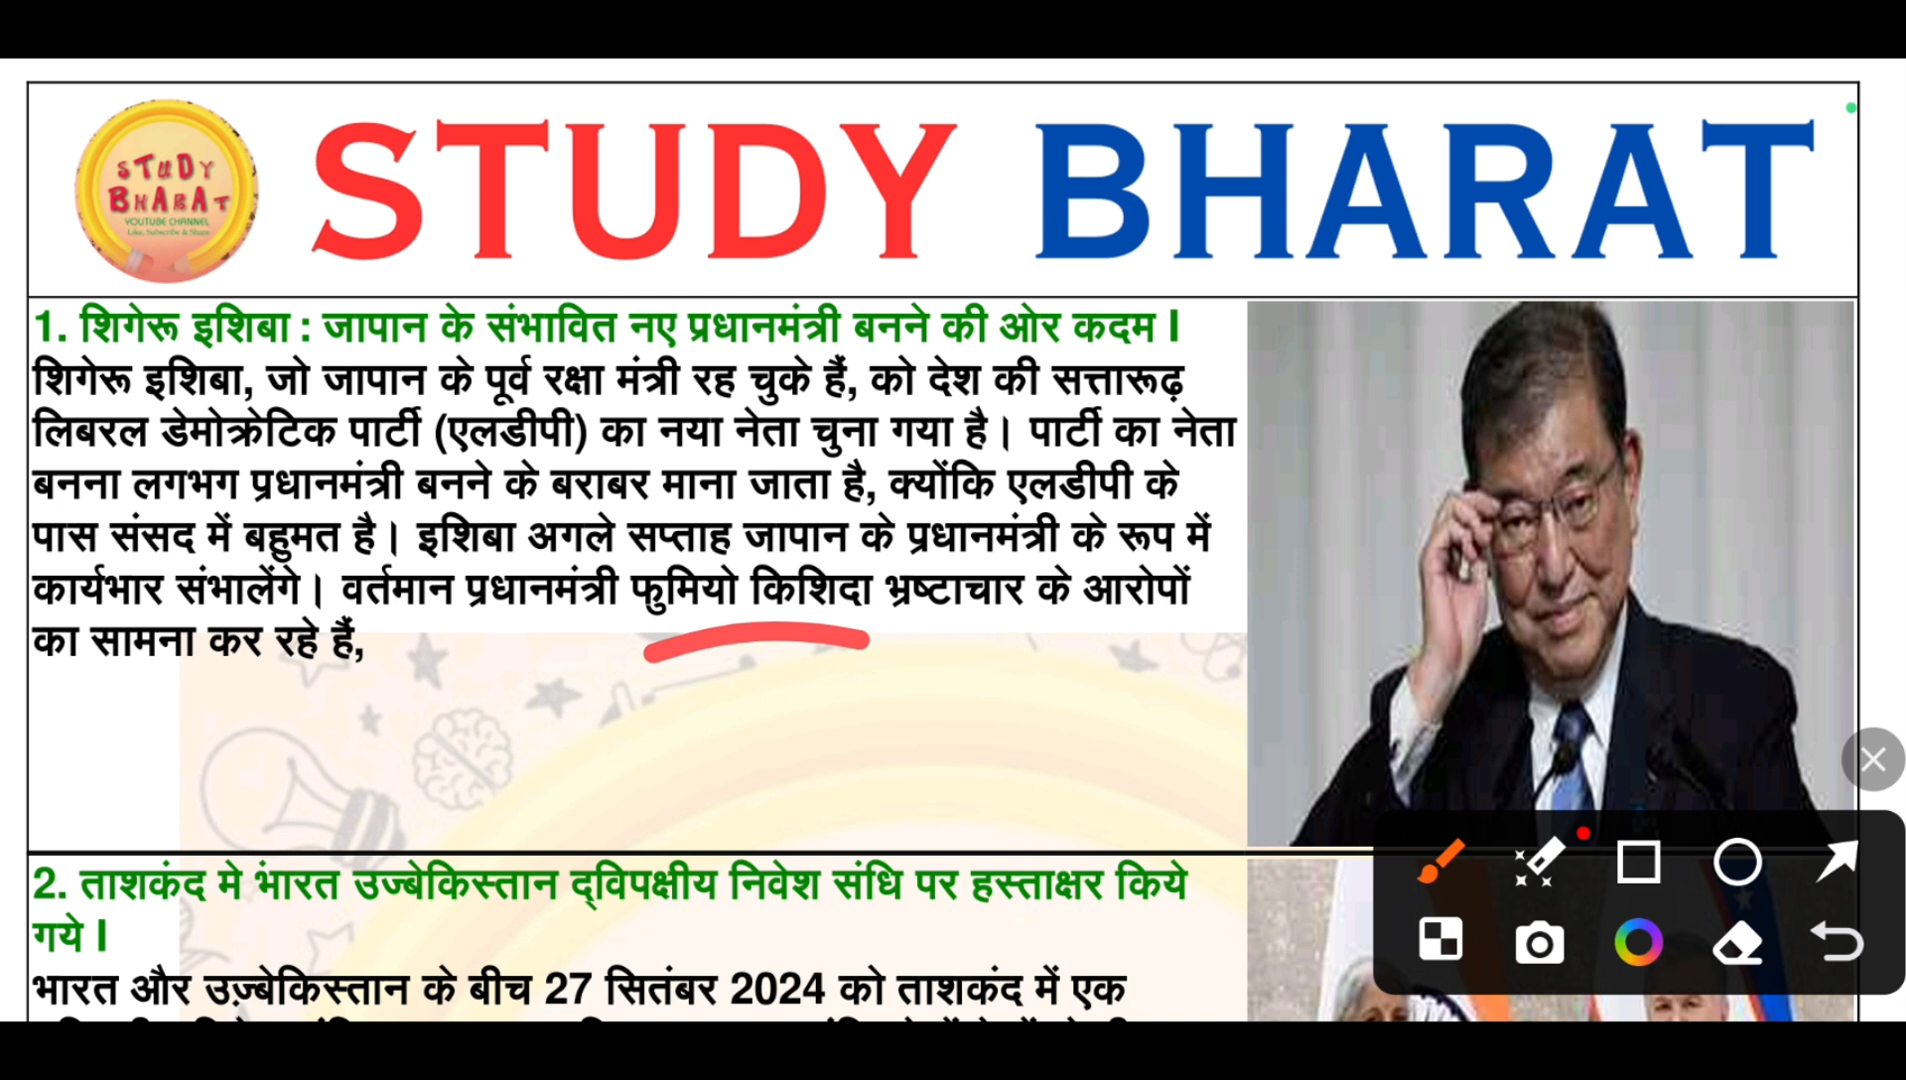 STUDY BHARAT
STUDY
BHARAT
YOUTUBE CHANNEL
Like, Subscribe & Share
1. शिगेरू इशिबा : जापान के संभावित नए प्रधानमंत्री बनने की ओर कदम I
शिगेरू इशिबा, जो जापान के पूर्व रक्षा मंत्री रह चुके हैं, को देश की सत्तारूढ़
लिबरल डेमोक्रेटिक पार्टी (एलडीपी) का नया नेता चुना गया है। पार्टी का नेता
बनना लगभग प्रधानमंत्री बनने के बराबर माना जाता है, क्योंकि एलडीपी के
पास संसद में बहुमत है। इशिबा अगले सप्ताह जापान के प्रधानमंत्री के रूप में
कार्यभार संभालेंगे। वर्तमान प्रधानमंत्री फुमियो किशिदा भ्रष्टाचार के आरोपों
का सामना कर रहे हैं,
2. ताशकंद मे भंारत उज्बेकिस्तान द्विपक्षीय निवेश संधि पर हस्ताक्षर किये
गये I
भारत और उज़्बेकिस्तान के बीच 27 सितंबर 2024 को ताशकंद में एक